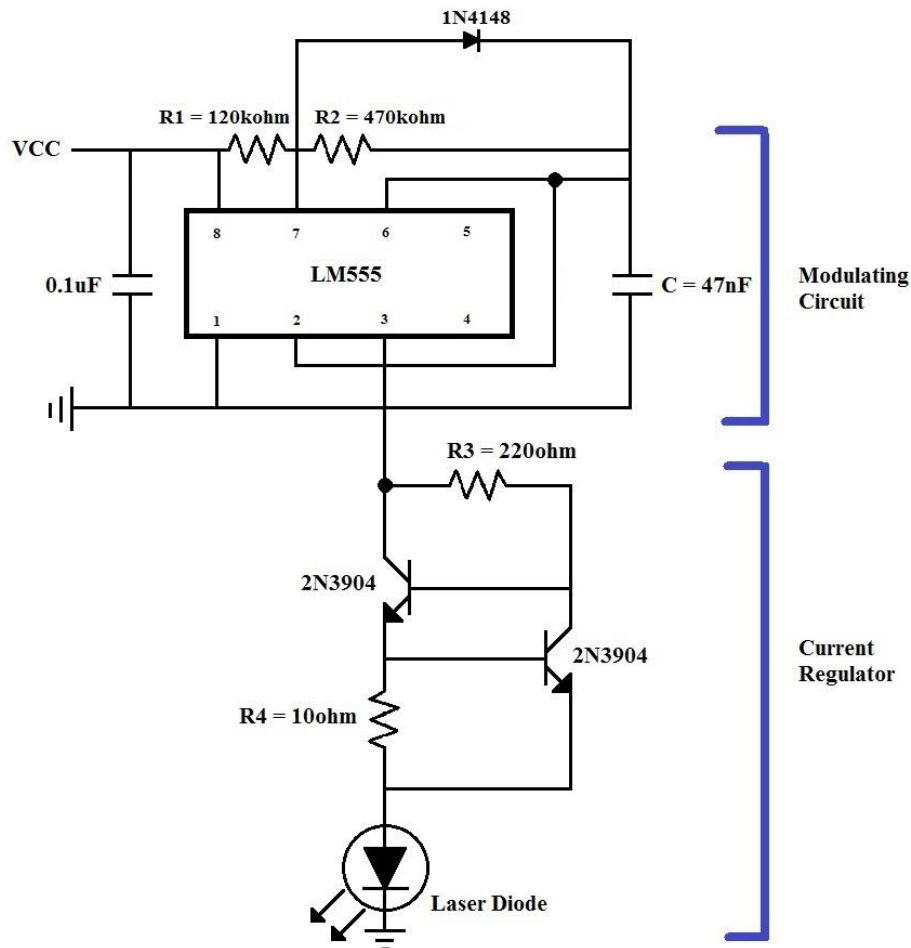 1N4148
R1 = 120kohm
R2 = 470kohm
VCC
8
7
6
5
LM555
0.1uF
C = 47nF
Modulating
Circuit
1
2
3
4
R3 = 220ohm
2N3904
2N3904
Current
Regulator
R4 = 10ohm
Laser Diode